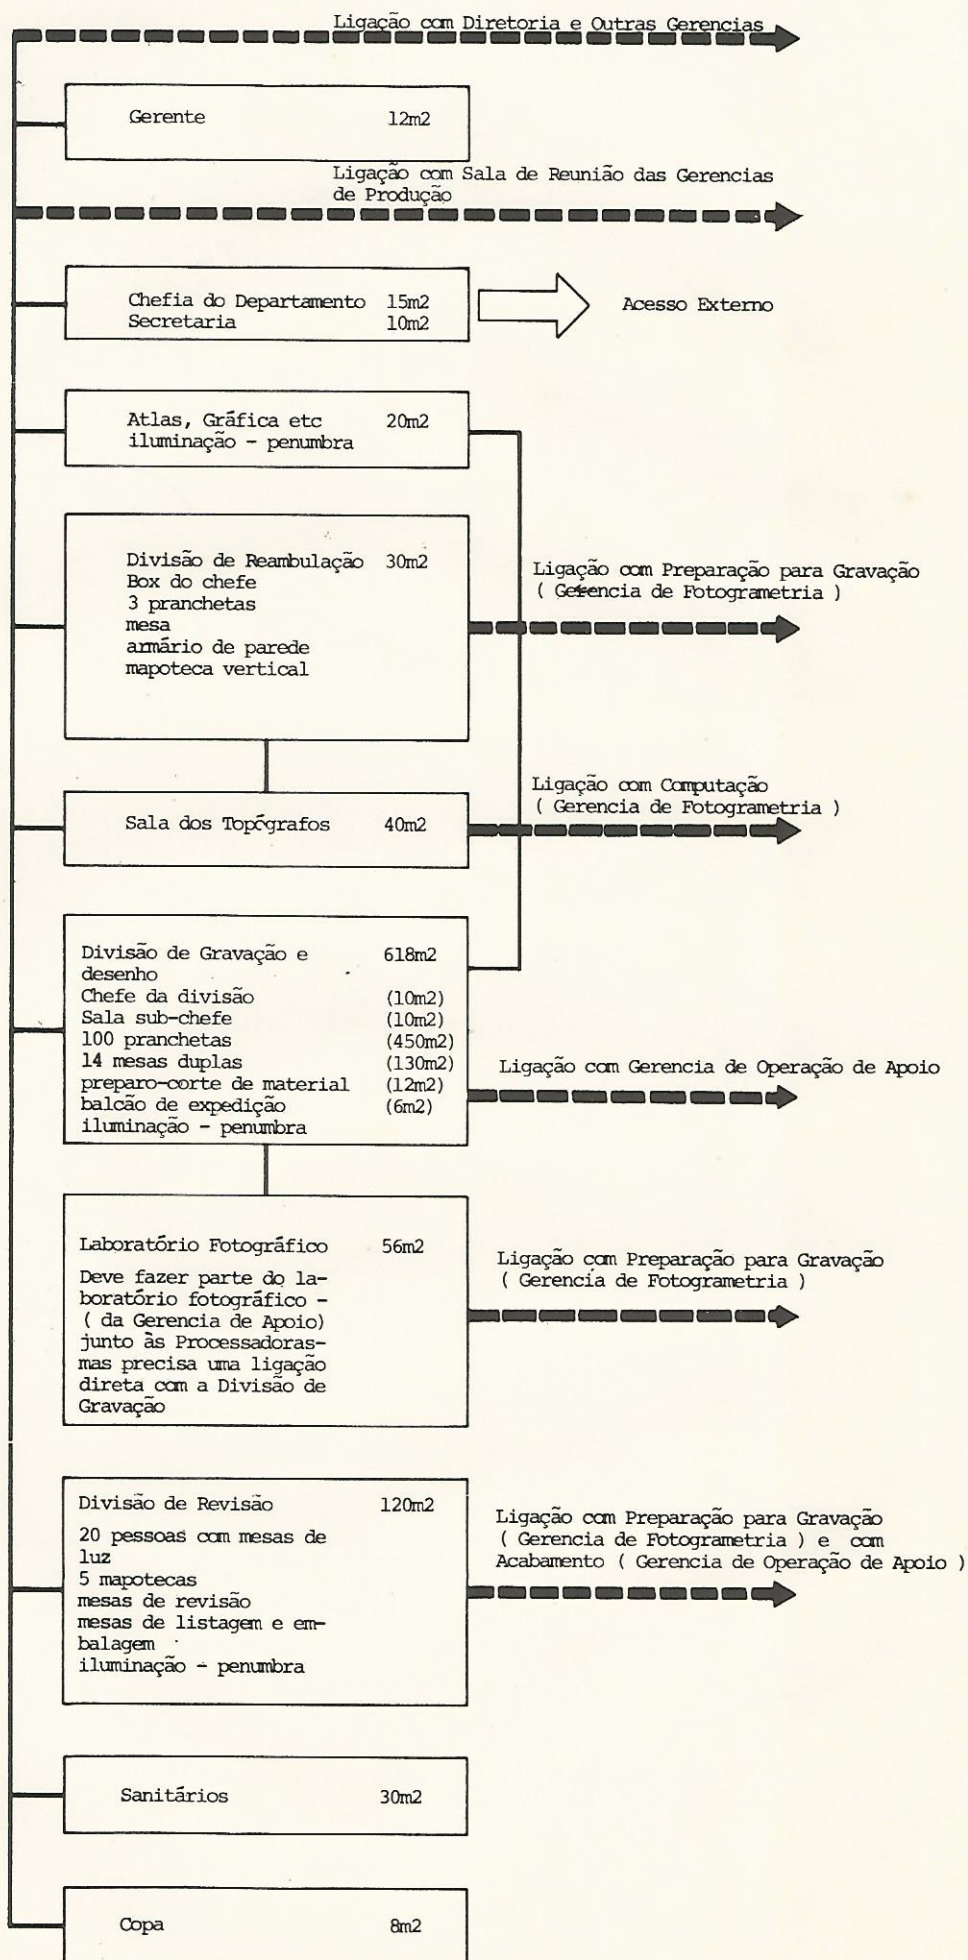 Ligação com Diretoria e Outras Gerencias
Gerente 12m2
Ligação com Sala de Reunião das Gerencias
de Produção
Chefia do Departamento 15m2
Secretaria 10m2
Acesso Externo
Atlas, Gráfica etc 20m2
iluminação - penumbra
Divisão de Reambulação 30m2
Box do chefe
3 pranchetas
mesa
armário de parede
mapoteca vertical
Ligação com Preparação para Gravação
( Gerencia de Fotogrametria )
Ligação com Computação
( Gerencia de Fotogrametria )
Sala dos Topógrafos 40m2
Divisão de Gravação e 618m2
desenho
Chefe da divisão (10m2)
Sala sub-chefe (10m2)
100 pranchetas (450m2)
14 mesas duplas (130m2)
preparo-corte de material (12m2)
balcão de expedição (6m2)
iluminação - penumbra
Ligação com Gerencia de Operação de Apoio
Laboratório Fotográfico 56m2
Deve fazer parte do la-
boratório fotográfico -
( da Gerencia de Apoio)
junto às Processadoras-
mas precisa uma ligação
direta com a Divisão de
Gravação
Ligação com Preparação para Gravação
( Gerencia de Fotogrametria )
Divisão de Revisão 120m2
20 pessoas com mesas de
luz
5 mapotecas
mesas de revisão
mesas de listagem e em-
balagem
iluminação - penumbra
Ligação com Preparação para Gravação
( Gerencia de Fotogrametria ) e com
Acabamento ( Gerencia de Operação de Apoio )
Sanitários 30m2
Copa 8m2